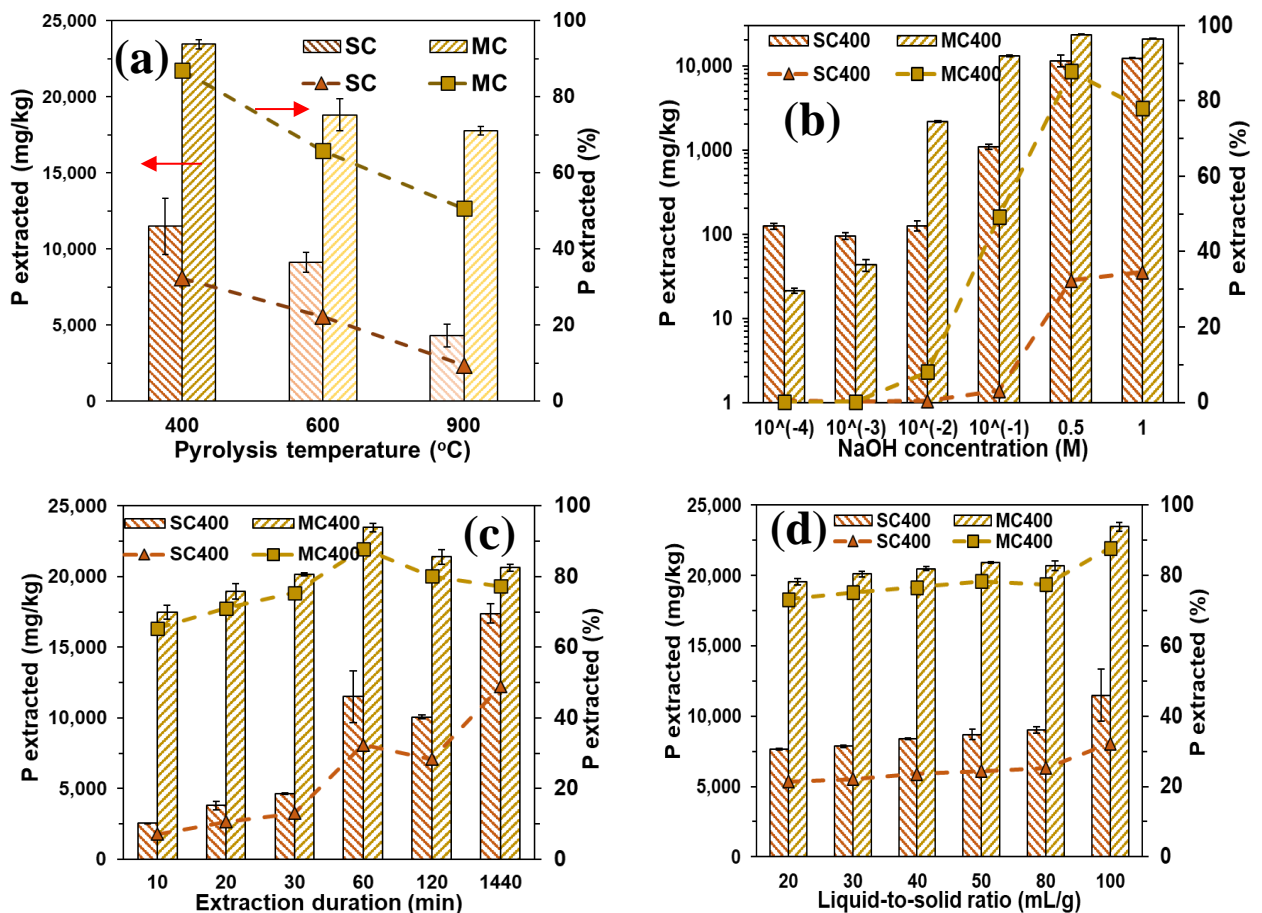 (a)
SC MC
SC MC
P extracted (mg/kg)
25,000
20,000
15,000
10,000
5,000
0
P extracted (%)
100
80
60
40
20
0
400 600 900
Pyrolysis temperature (oC)
(b)
SC400 MC400
SC400 MC400
P extracted (mg/kg)
10,000
1,000
100
10
1
P extracted (%)
100
80
60
40
20
0
10^(-4) 10^(-3) 10^(-2) 10^(-1) 0.5 1
NaOH concentration (M)
(c)
SC400 MC400
SC400 MC400
P extracted (mg/kg)
25,000
20,000
15,000
10,000
5,000
0
P extracted (%)
100
80
60
40
20
0
10 20 30 60 120 1440
Extraction duration (min)
(d)
SC400 MC400
SC400 MC400
P extracted (mg/kg)
25,000
20,000
15,000
10,000
5,000
0
P extracted (%)
100
80
60
40
20
0
20 30 40 50 80 100
Liquid-to-solid ratio (mL/g)